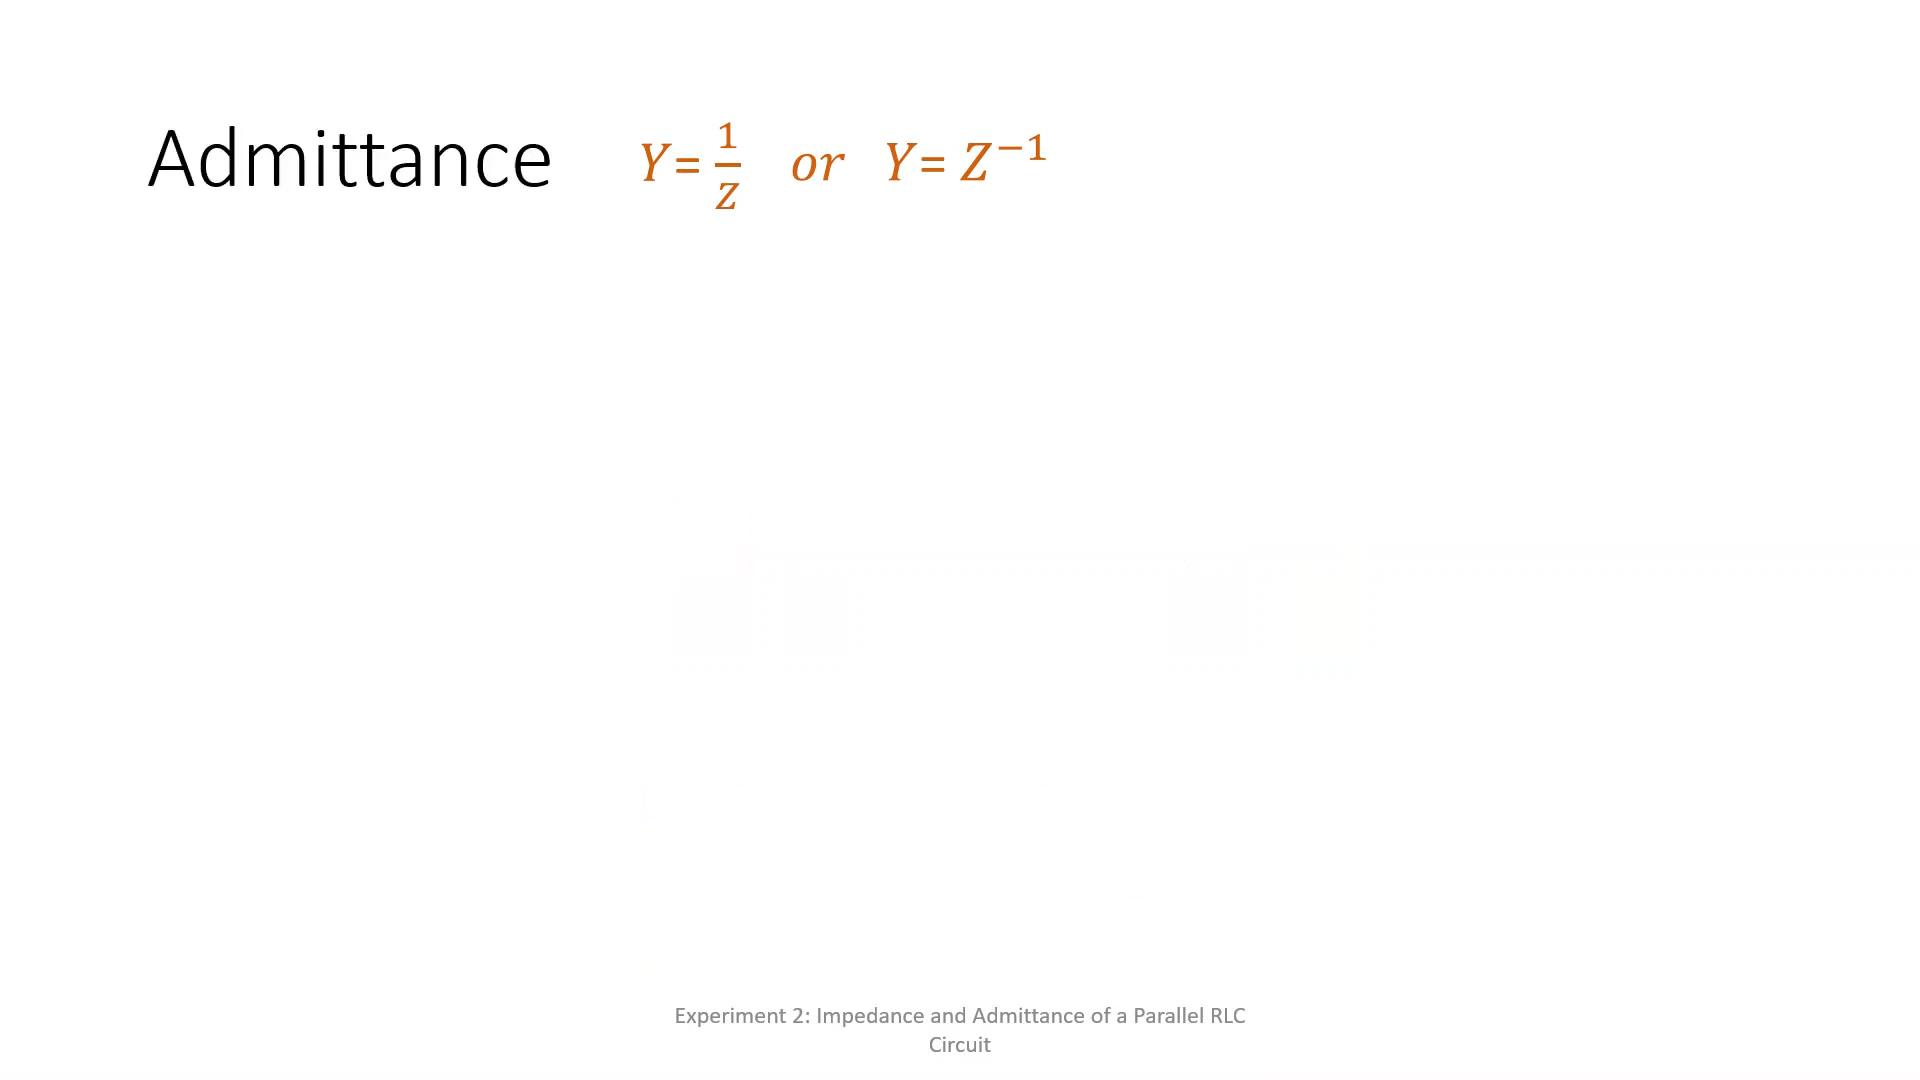 Admittance Y= 1/Z or Y= Z⁻¹
Experiment 2: Impedance and Admittance of a Parallel RLC
Circuit